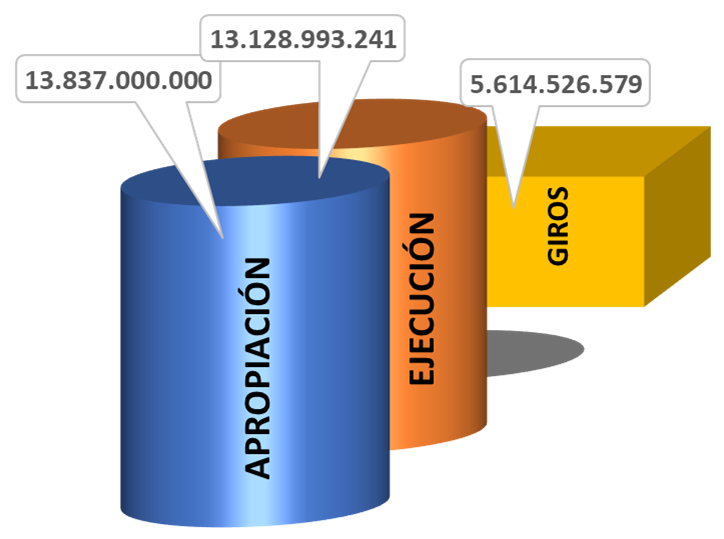 13.128.993.241
13.837.000.000
5.614.526.579
APROPIACIÓN
EJECUCIÓN
GIROS